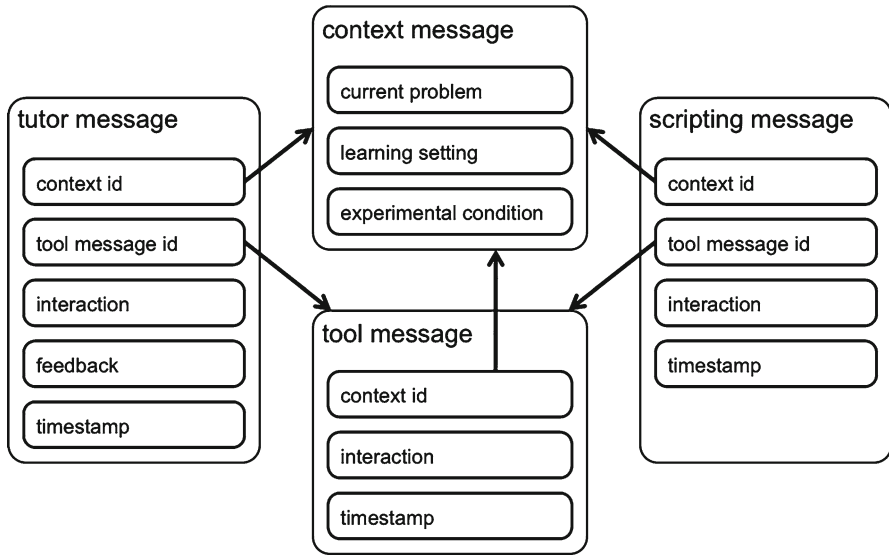 context message
current problem
learning setting
experimental condition
tutor message
context id
tool message id
interaction
feedback
timestamp
scripting message
context id
tool message id
interaction
timestamp
tool message
context id
interaction
timestamp